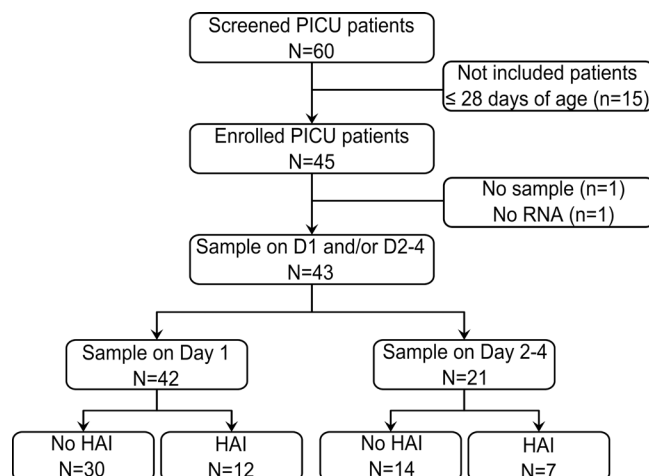 Screened PICU patients
N=60
Not included patients
≤ 28 days of age (n=15)
Enrolled PICU patients
N=45
No sample (n=1)
No RNA (n=1)
Sample on D1 and/or D2-4
N=43
Sample on Day 1
N=42
Sample on Day 2-4
N=21
No HAI
N=30
HAI
N=12
No HAI
N=14
HAI
N=7